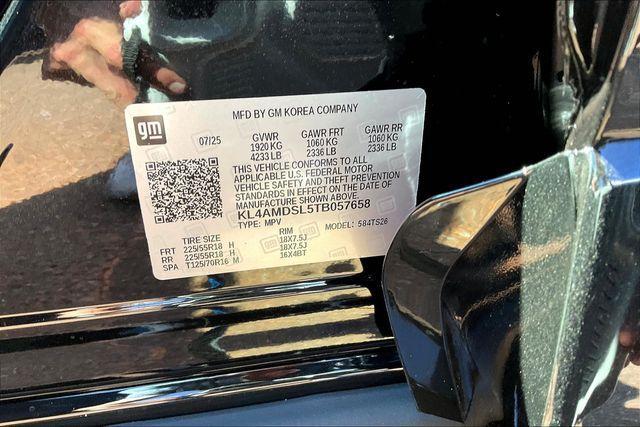 MFD BY GM KOREA COMPANY
gm
07/25 GVWR GAWR FRT GAWR RR
1920 KG 1060 KG 1060 KG
4233 LB 2336 LB 2336 LB
THIS VEHICLE CONFORMS TO ALL
APPLICABLE U.S. FEDERAL MOTOR
VEHICLE SAFETY AND THEFT PREVENTION
STANDARDS IN EFFECT ON THE DATE OF
MANUFACTURE SHOWN ABOVE.
KL4AMDSL5TB057658
TYPE: MPV MODEL: 584TS26
TIRE SIZE RIM
FRT 225/55R18 H 18X7.5J
RR 225/55R18 H 18X7.5J
SPA T125/70R16 M 16X4BT